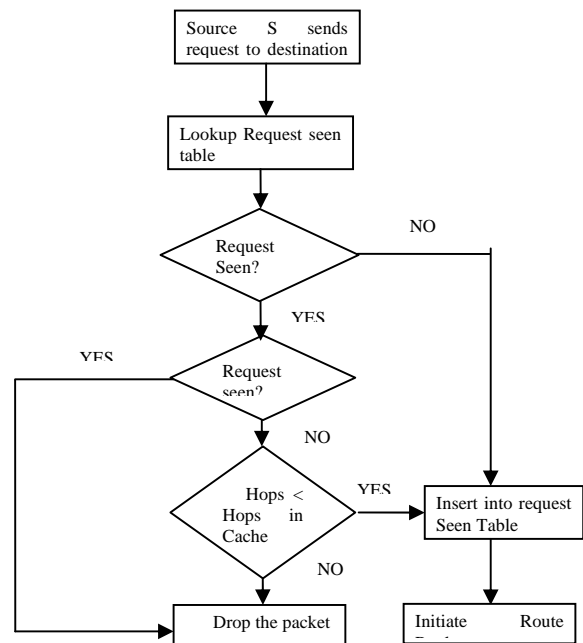 Source S sends
request to destination
Lookup Request seen
table
Request
Seen?
NO
YES
YES
Request
seen?
NO
Hops <
Hops in
Cache
YES
Insert into request
Seen Table
NO
Drop the packet
Initiate Route